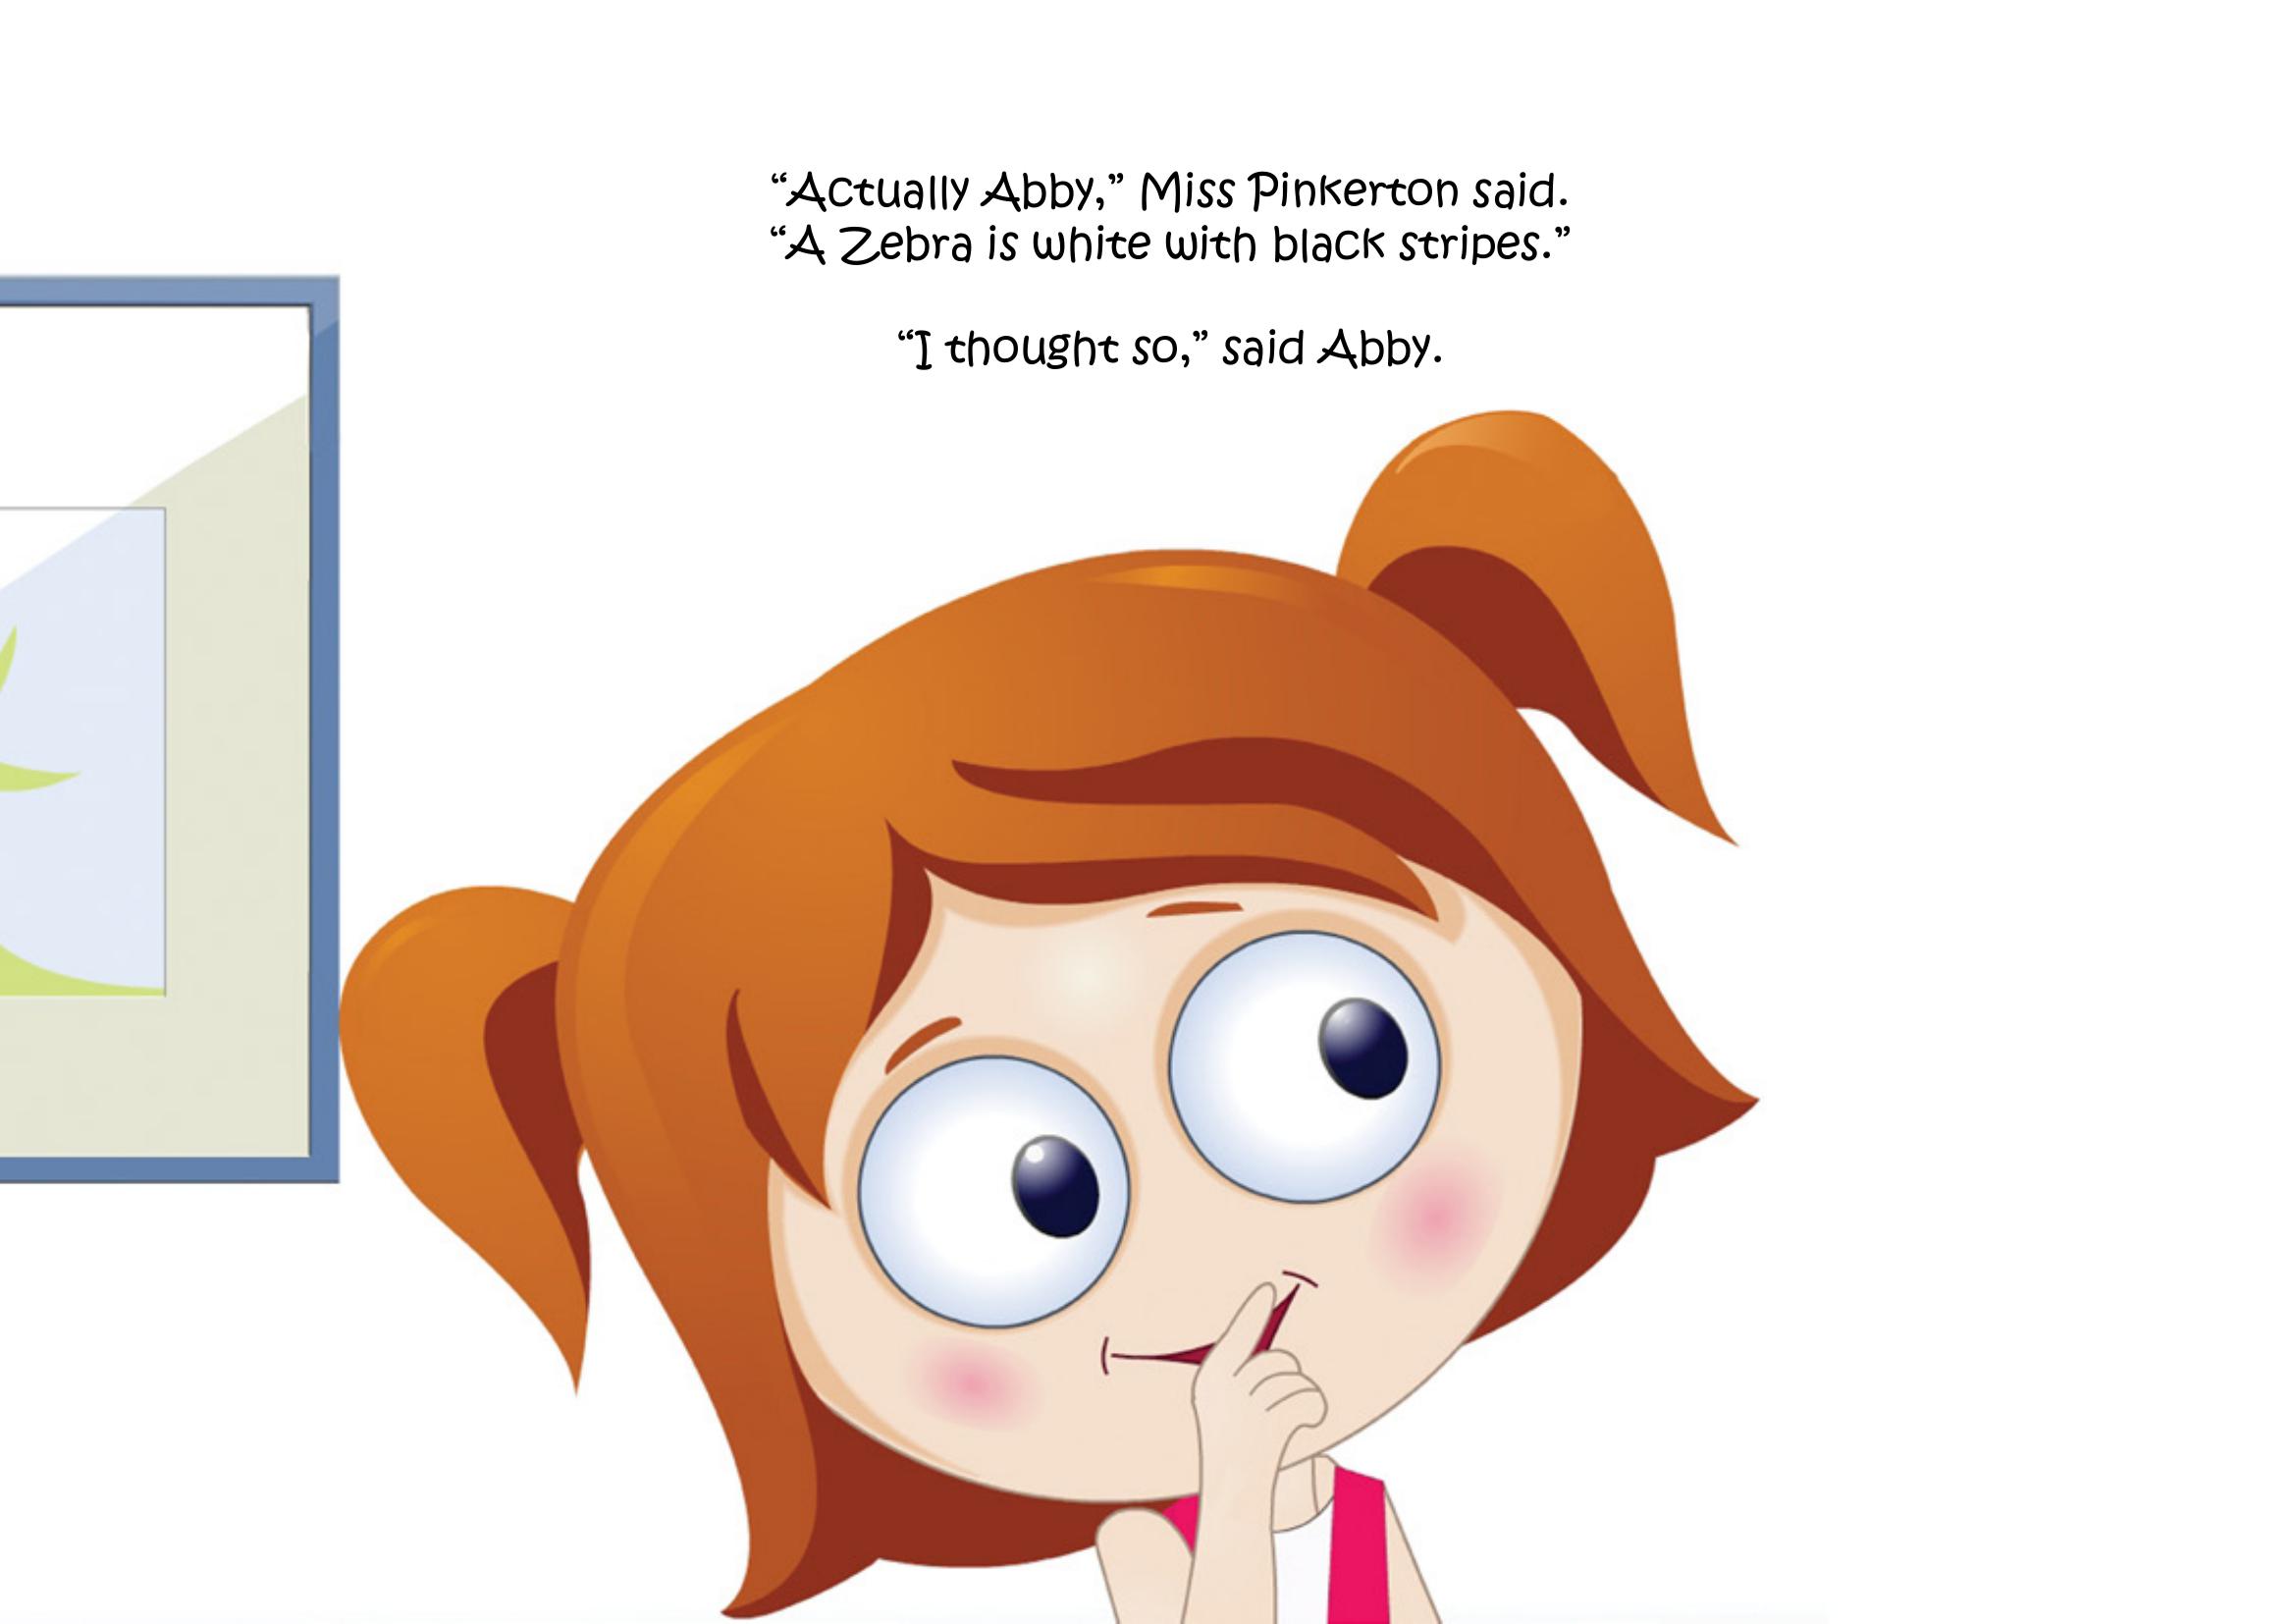 “Actually Abby,” Miss Pinkerton said.
“A Zebra is white with black stripes.”
“I thought so,” said Abby.